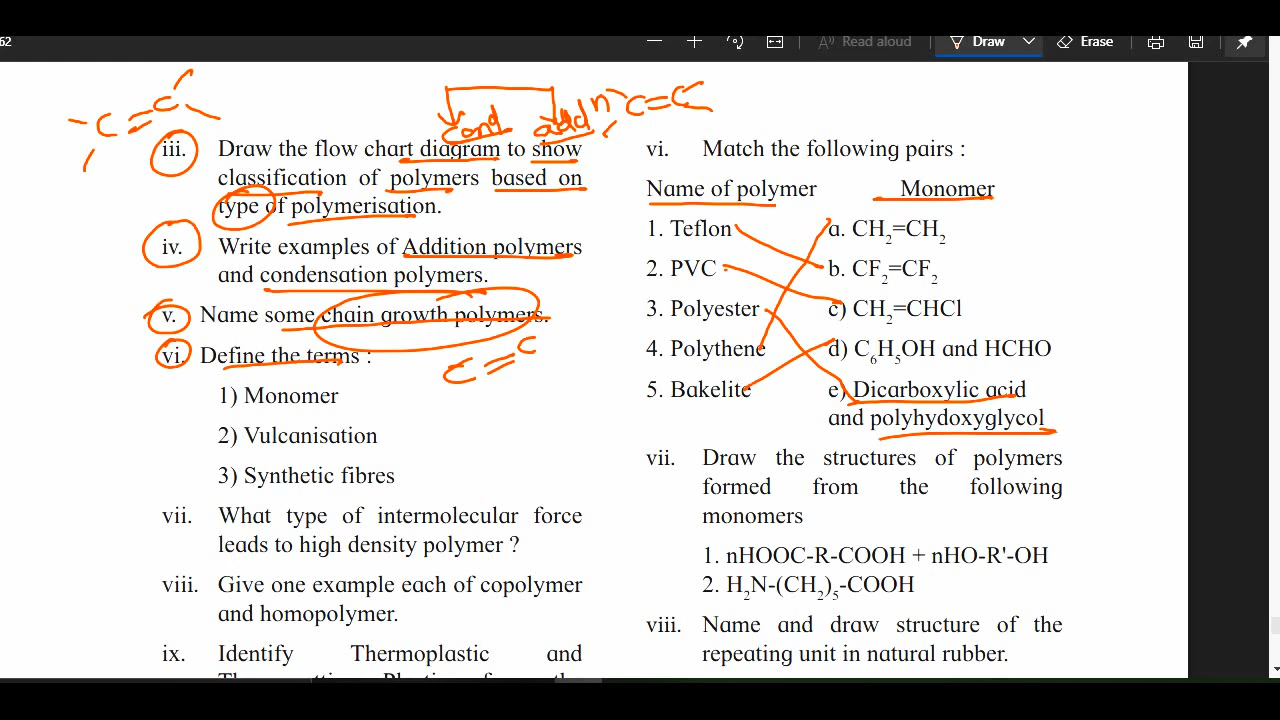 62
Read aloud
Draw
Erase
C=C
cond add n C=C
iii. Draw the flow chart diagram to show
classification of polymers based on
type of polymerisation.
iv. Write examples of Addition polymers
and condensation polymers.
v. Name some chain growth polymers.
C=C
vi. Define the terms :
1) Monomer
2) Vulcanisation
3) Synthetic fibres
vii. What type of intermolecular force
leads to high density polymer ?
viii. Give one example each of copolymer
and homopolymer.
ix. Identify Thermoplastic and
vi. Match the following pairs :
Name of polymer Monomer
1. Teflon a. CH₂=CH₂
2. PVC b. CF₂=CF₂
3. Polyester c) CH₂=CHCl
4. Polythene d) C₆H₅OH and HCHO
5. Bakelite e) Dicarboxylic acid
and polyhydoxyglycol
vii. Draw the structures of polymers
formed from the following
monomers
1. nHOOC-R-COOH + nHO-R'-OH
2. H₂N-(CH₂)₅-COOH
viii. Name and draw structure of the
repeating unit in natural rubber.